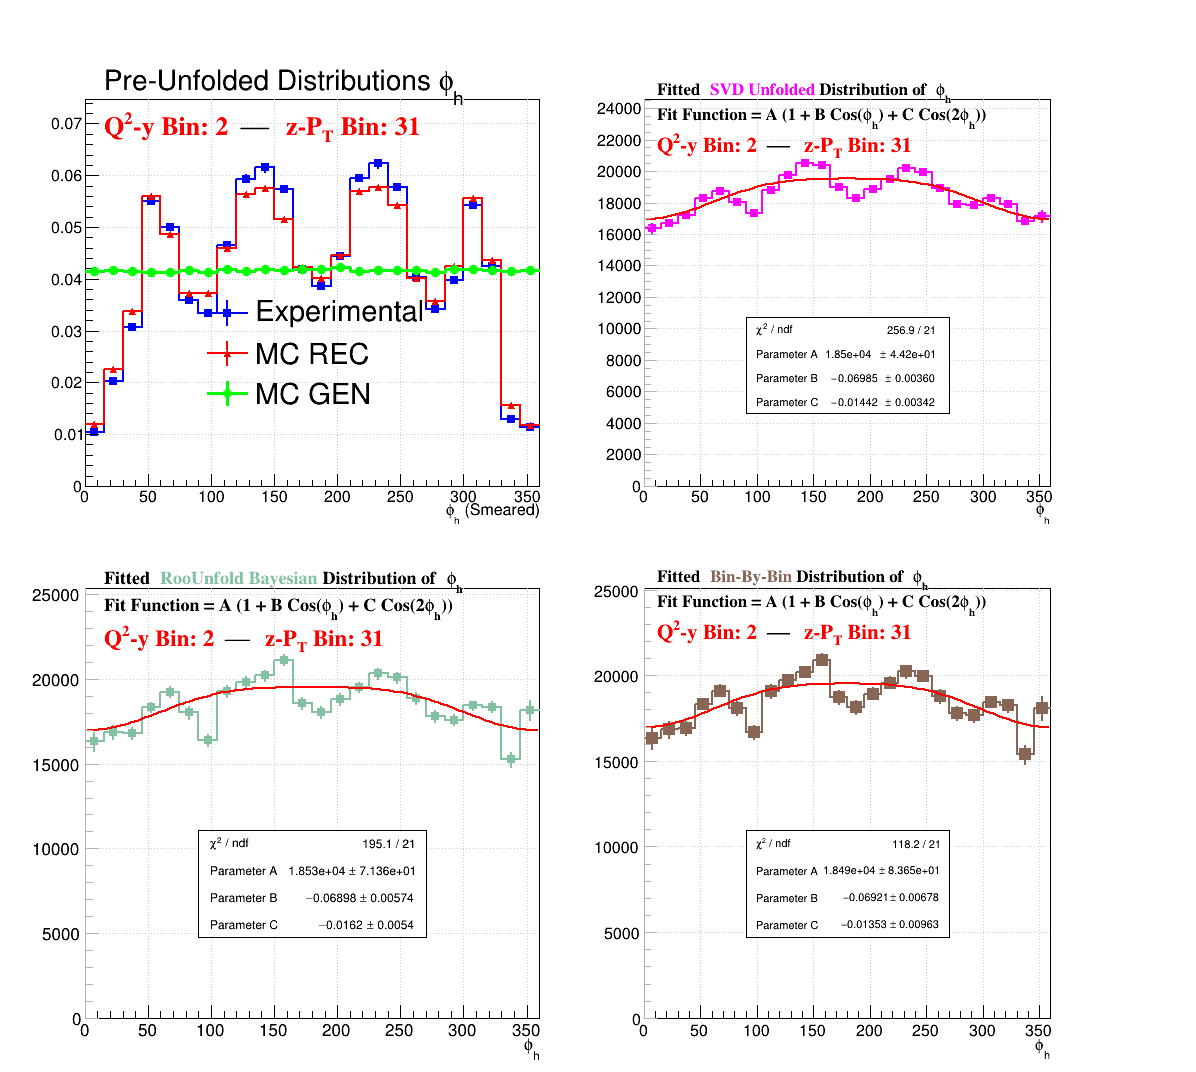 Pre-Unfolded Distributions ϕh
Q²-y Bin: 2 — z-PT Bin: 31
0.07
0.06
0.05
0.04
0.03
0.02
0.01
0
Experimental
MC REC
MC GEN
0 50 100 150 200 250 300 350
ϕh (Smeared)
Fitted SVD Unfolded Distribution of ϕh
Fit Function = A (1 + B Cos(ϕh) + C Cos(2ϕh))
Q²-y Bin: 2 — z-PT Bin: 31
24000
22000
20000
18000
16000
14000
12000
10000
8000
6000
4000
2000
0
χ² / ndf 256.9 / 21
Parameter A 1.85e+04 ± 4.42e+01
Parameter B −0.06985 ± 0.00360
Parameter C −0.01442 ± 0.00342
0 50 100 150 200 250 300 350
ϕh
Fitted RooUnfold Bayesian Distribution of ϕh
Fit Function = A (1 + B Cos(ϕh) + C Cos(2ϕh))
Q²-y Bin: 2 — z-PT Bin: 31
25000
20000
15000
10000
5000
0
χ² / ndf 195.1 / 21
Parameter A 1.853e+04 ± 7.136e+01
Parameter B −0.06898 ± 0.00574
Parameter C −0.0162 ± 0.0054
0 50 100 150 200 250 300 350
ϕh
Fitted Bin-By-Bin Distribution of ϕh
Fit Function = A (1 + B Cos(ϕh) + C Cos(2ϕh))
Q²-y Bin: 2 — z-PT Bin: 31
25000
20000
15000
10000
5000
0
χ² / ndf 118.2 / 21
Parameter A 1.849e+04 ± 8.365e+01
Parameter B −0.06921 ± 0.00678
Parameter C −0.01353 ± 0.00963
0 50 100 150 200 250 300 350
ϕh